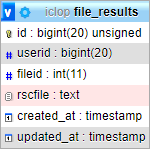 v iclop file_results
id : bigint(20) unsigned
# userid : bigint(20)
# fileid : int(11)
rscfile : text
created_at : timestamp
updated_at : timestamp